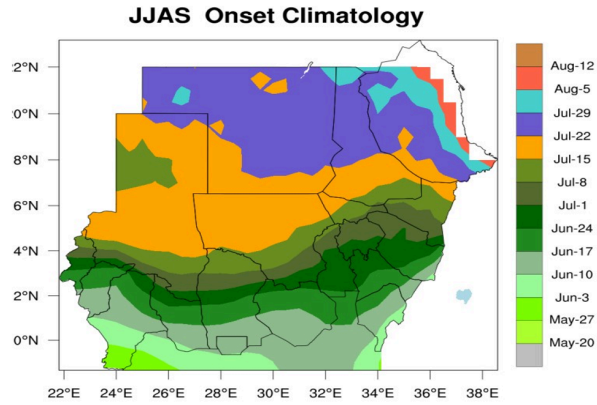 JJAS Onset Climatology
2°N
0°N
8°N
6°N
4°N
2°N
0°N
22°E 24°E 26°E 28°E 30°E 32°E 34°E 36°E 38°E
Aug-12
Aug-5
Jul-29
Jul-22
Jul-15
Jul-8
Jul-1
Jun-24
Jun-17
Jun-10
Jun-3
May-27
May-20